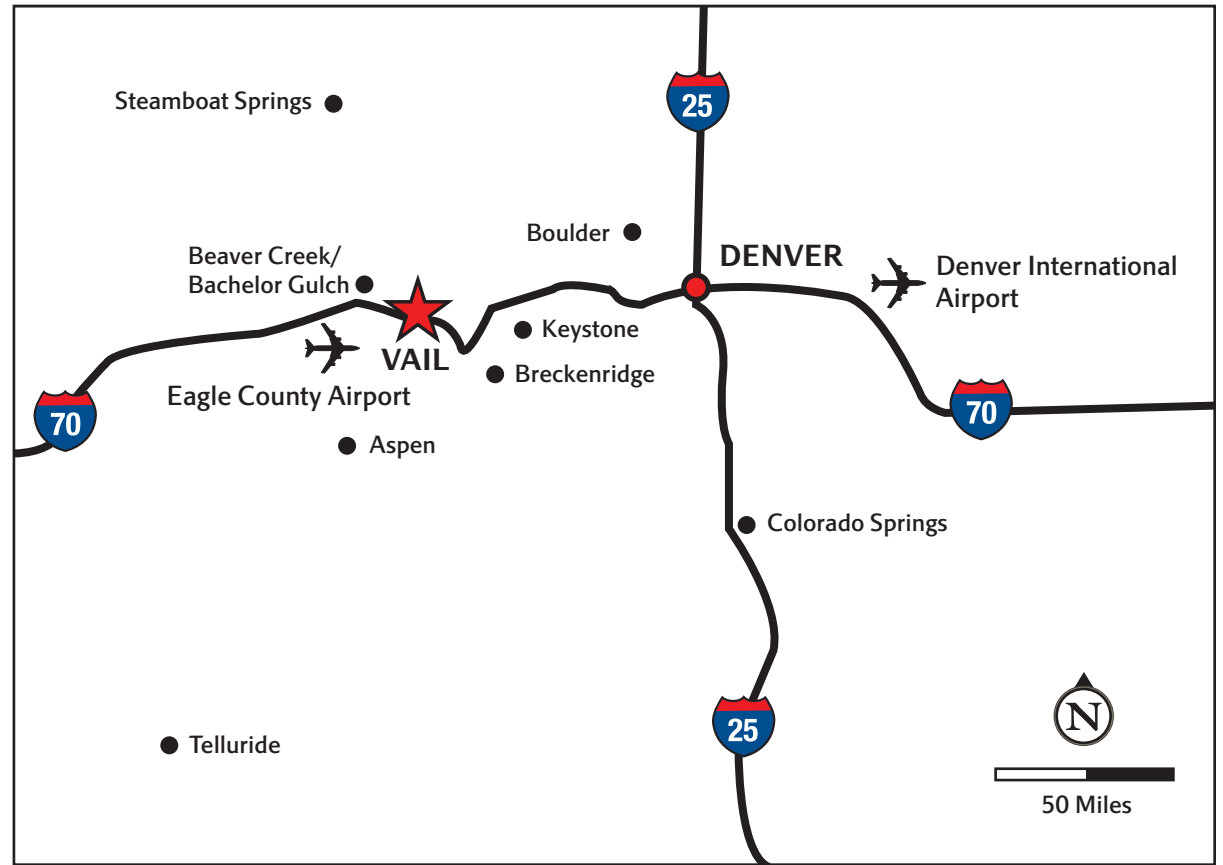 25
Steamboat Springs
Boulder
DENVER
Beaver Creek/
Bachelor Gulch
Denver International
Airport
Keystone
VAIL
Breckenridge
Eagle County Airport
70
70
Aspen
Colorado Springs
N
25
Telluride
50 Miles